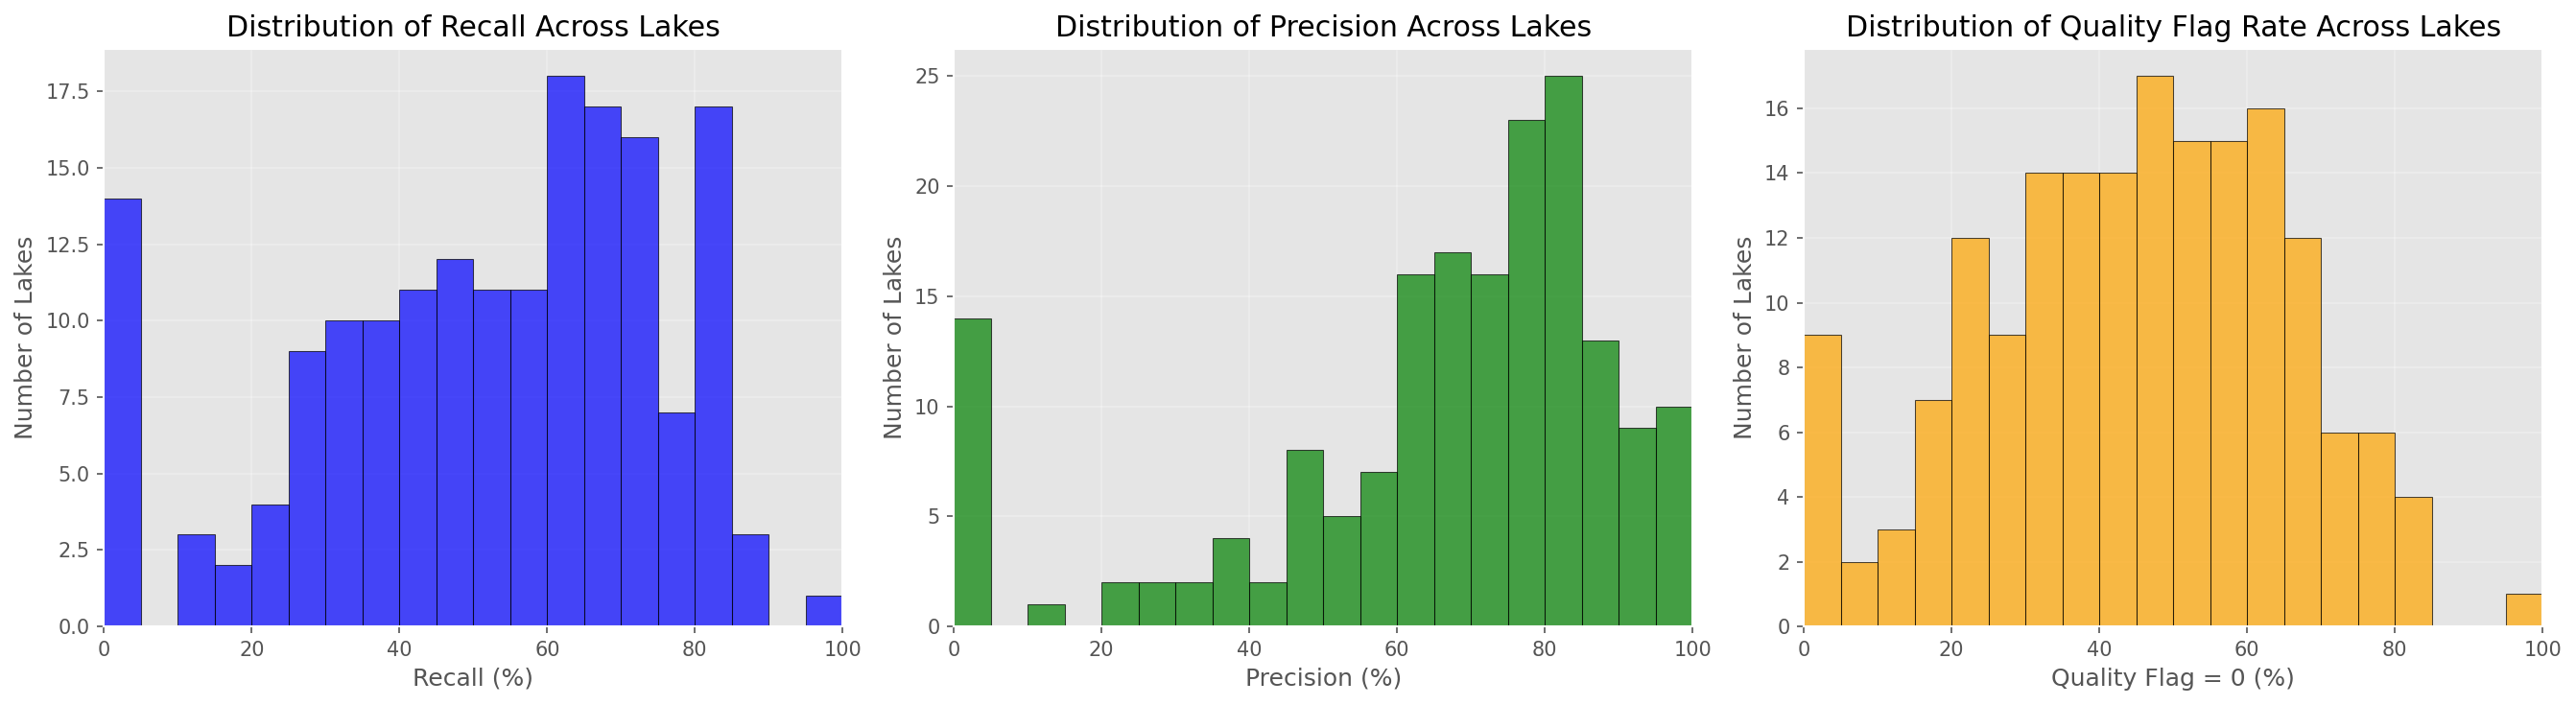 Distribution of Recall Across Lakes
Number of Lakes
17.5
15.0
12.5
10.0
7.5
5.0
2.5
0.0
0 20 40 60 80 100
Recall (%)
Distribution of Precision Across Lakes
Number of Lakes
25
20
15
10
5
0
0 20 40 60 80 100
Precision (%)
Distribution of Quality Flag Rate Across Lakes
Number of Lakes
16
14
12
10
8
6
4
2
0
0 20 40 60 80 100
Quality Flag = 0 (%)